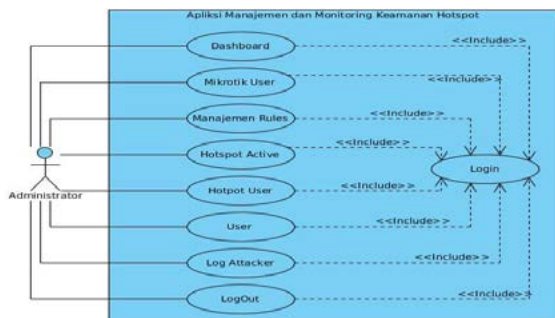 Apliksi Manajemen dan Monitoring Keamanan Hotspot
Dashboard
<<Include>>
Mikrotik User
<<Include>>
Manajemen Rules
<<Include>>
Hotspot Active
<<Include>>
Login
Administrator
Hotpot User
<<Include>>
User
<<Include>>
Log Attacker
<<Include>>
LogOut
<<Include>>